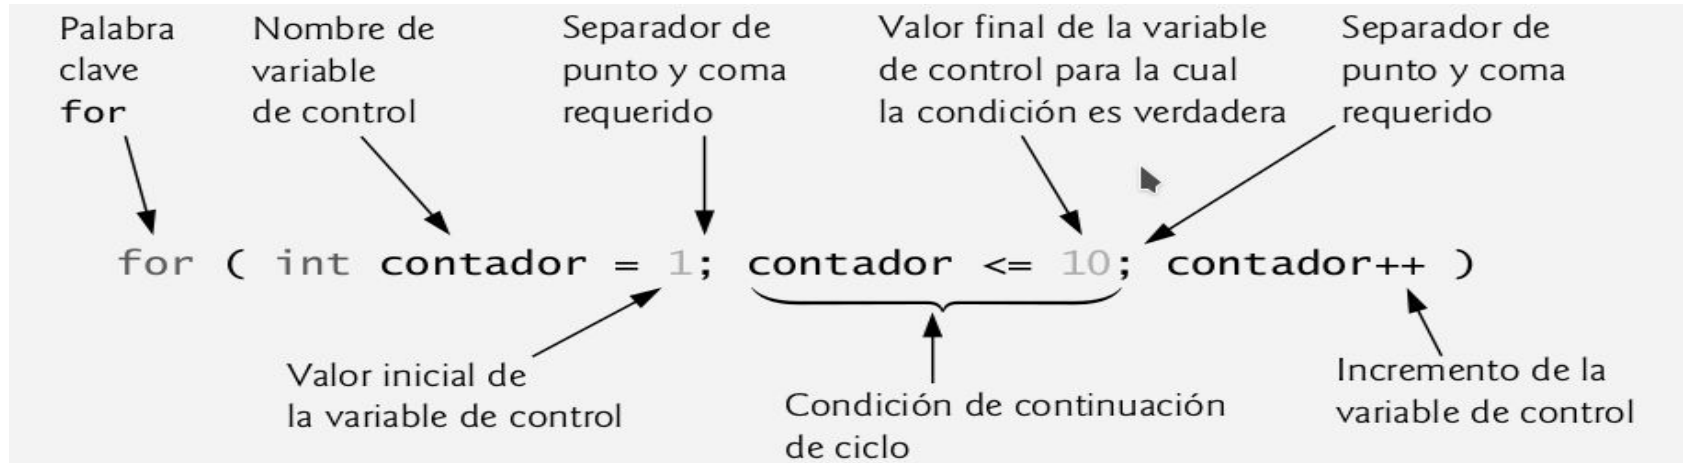 Palabra
clave
for
Nombre de
variable
de control
Separador de
punto y coma
requerido
Valor final de la variable
de control para la cual
la condición es verdadera
Separador de
punto y coma
requerido
for ( int contador = 1; contador <= 10; contador++ )
Valor inicial de
la variable de control
Condición de continuación
de ciclo
Incremento de la
variable de control